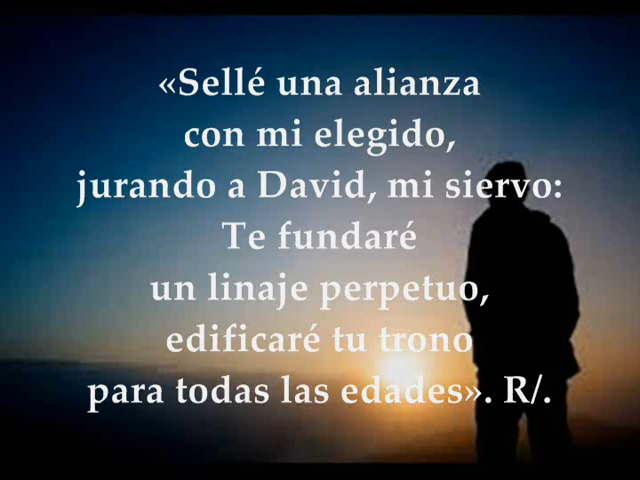 «Sellé una alianza
con mi elegido,
jurando a David, mi siervo:
Te fundaré
un linaje perpetuo,
edificaré tu trono
para todas las edades». R/.